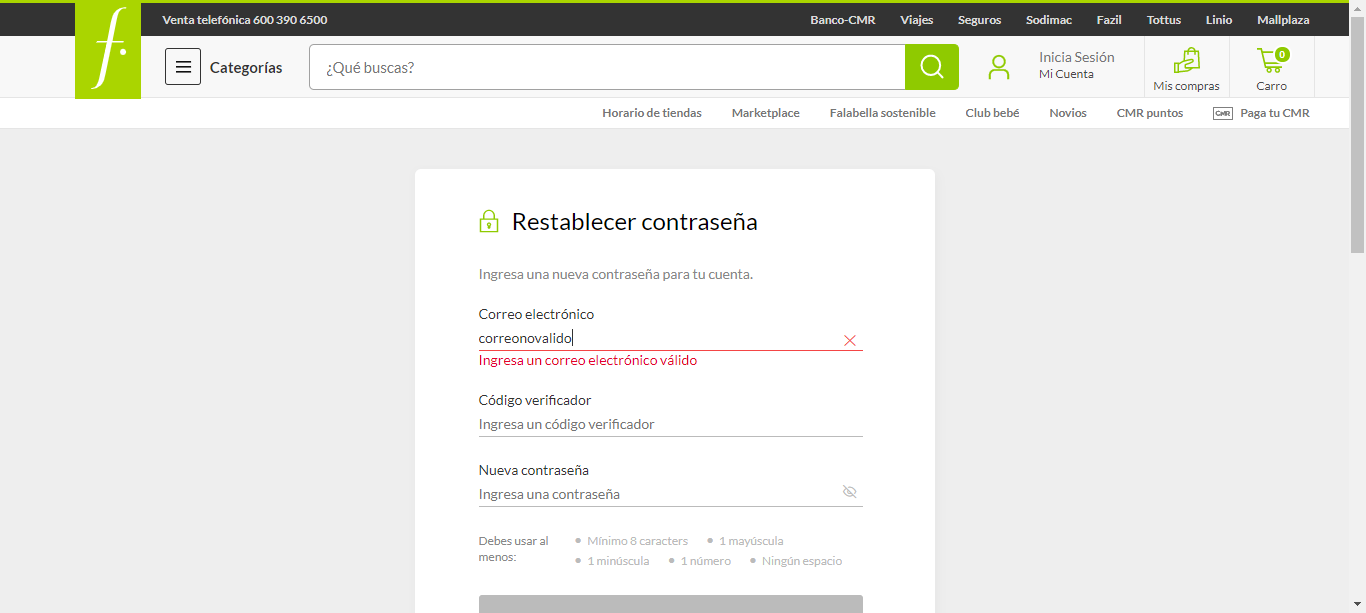 Venta telefónica 600 390 6500 Banco-CMR Viajes Seguros Sodimac Fazil Tottus Linio Mallplaza
f.
Categorías ¿Qué buscas? Inicia Sesión
Mi Cuenta
Mis compras
0
Carro
Horario de tiendas Marketplace Falabella sostenible Club bebé Novios CMR puntos CMR Paga tu CMR
Restablecer contraseña
Ingresa una nueva contraseña para tu cuenta.
Correo electrónico
correonovalido
Ingresa un correo electrónico válido
Código verificador
Ingresa un código verificador
Nueva contraseña
Ingresa una contraseña
Debes usar al menos:
• Mínimo 8 caracters • 1 mayúscula
• 1 minúscula • 1 número • Ningún espacio